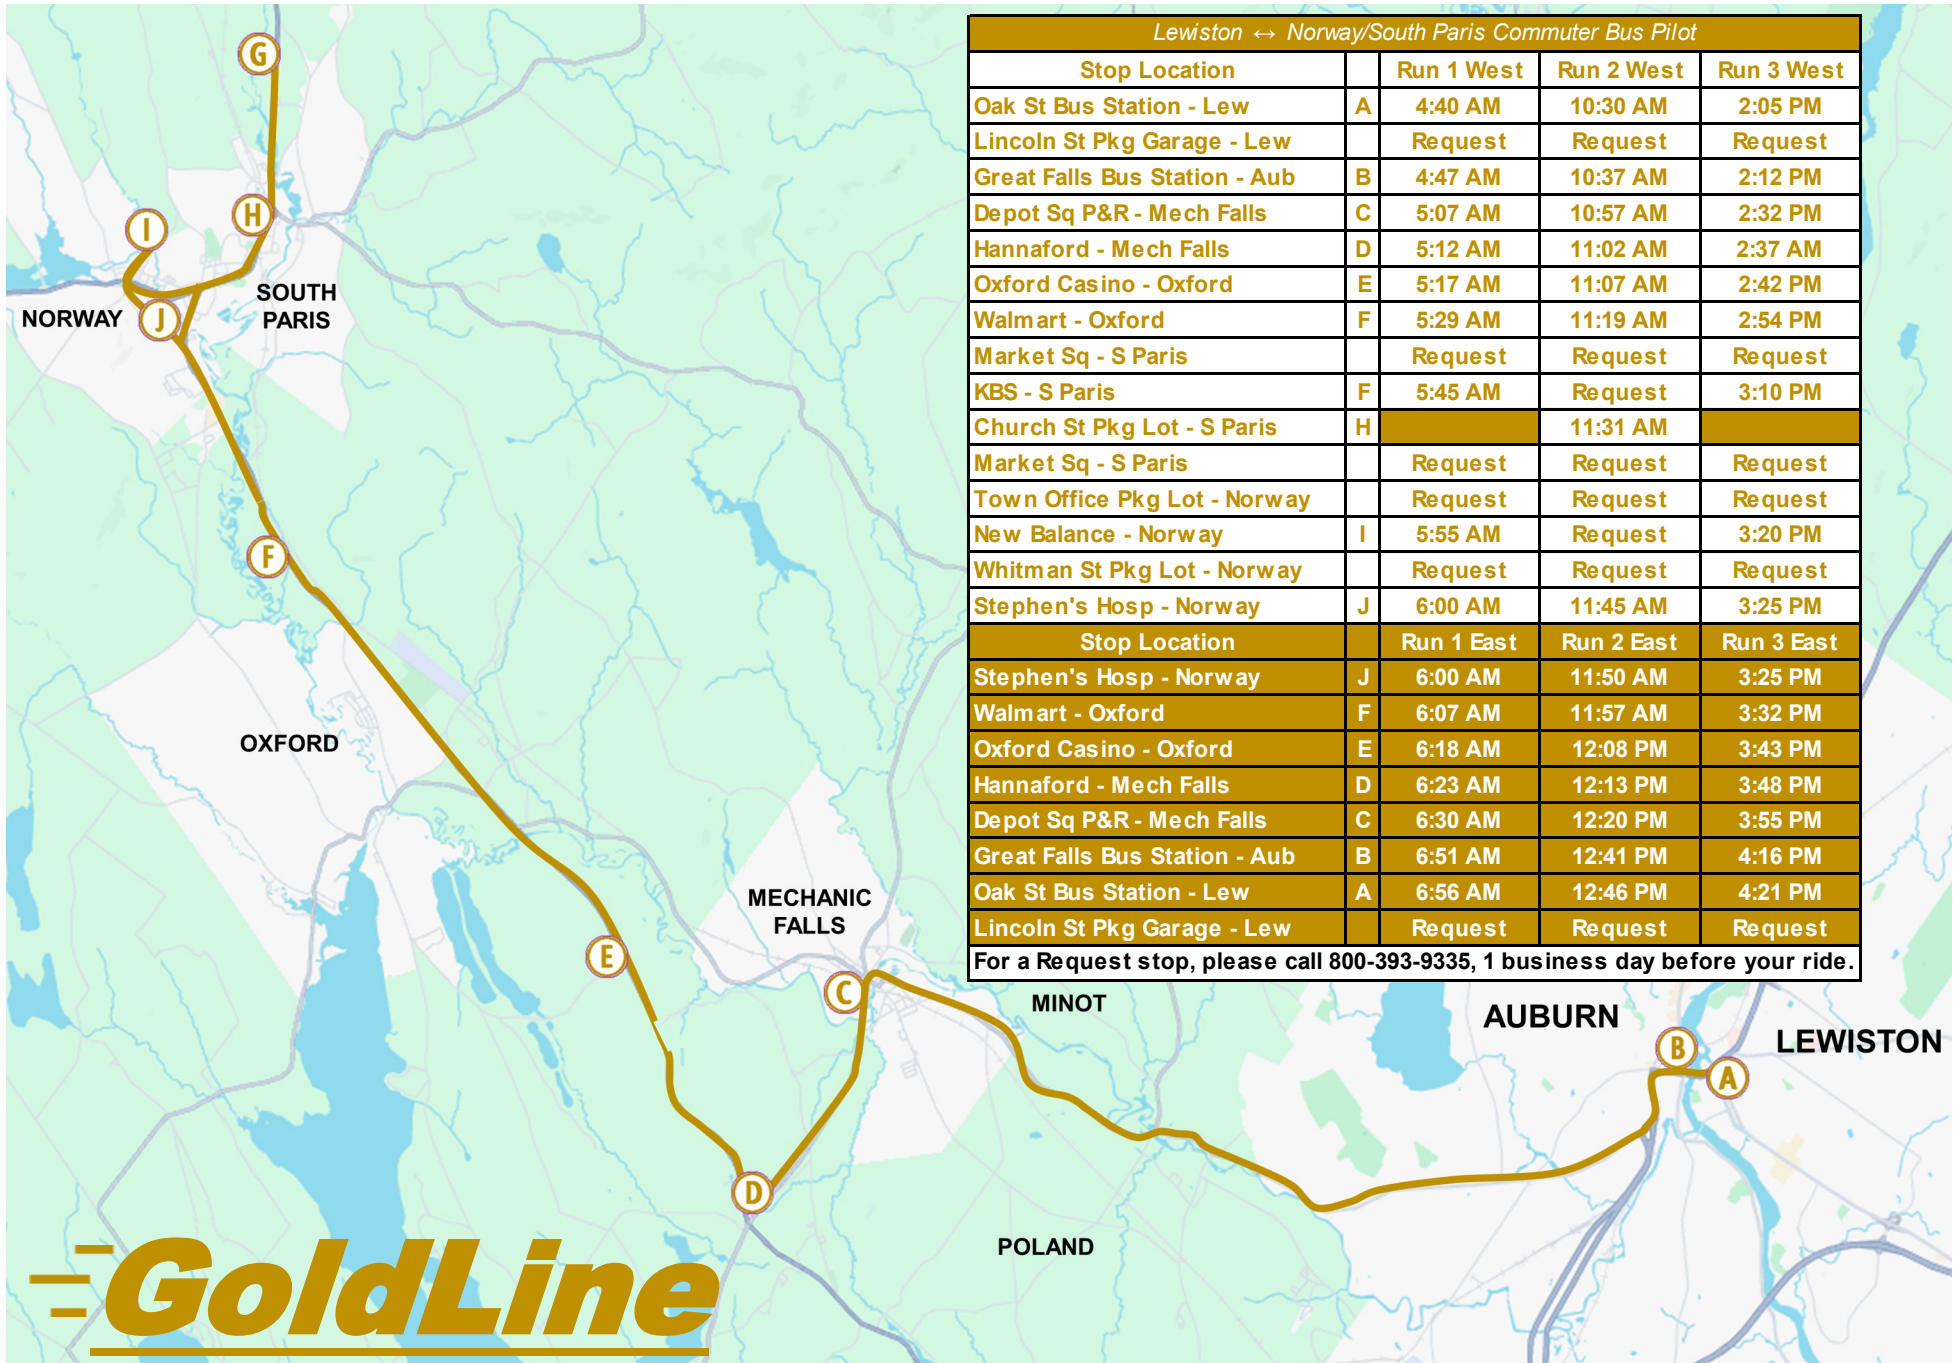 Lewiston ↔ Norway/South Paris Commuter Bus Pilot
Stop Location Run 1 West Run 2 West Run 3 West
Oak St Bus Station - Lew A 4:40 AM 10:30 AM 2:05 PM
Lincoln St Pkg Garage - Lew Request Request Request
Great Falls Bus Station - Aub B 4:47 AM 10:37 AM 2:12 PM
Depot Sq P&R - Mech Falls C 5:07 AM 10:57 AM 2:32 PM
Hannaford - Mech Falls D 5:12 AM 11:02 AM 2:37 AM
Oxford Casino - Oxford E 5:17 AM 11:07 AM 2:42 PM
Walmart - Oxford F 5:29 AM 11:19 AM 2:54 PM
Market Sq - S Paris Request Request Request
KBS - S Paris F 5:45 AM Request 3:10 PM
Church St Pkg Lot - S Paris H 11:31 AM
Market Sq - S Paris Request Request Request
Town Office Pkg Lot - Norway Request Request Request
New Balance - Norway I 5:55 AM Request 3:20 PM
Whitman St Pkg Lot - Norway Request Request Request
Stephen's Hosp - Norway J 6:00 AM 11:45 AM 3:25 PM
Stop Location Run 1 East Run 2 East Run 3 East
Stephen's Hosp - Norway J 6:00 AM 11:50 AM 3:25 PM
Walmart - Oxford F 6:07 AM 11:57 AM 3:32 PM
Oxford Casino - Oxford E 6:18 AM 12:08 PM 3:43 PM
Hannaford - Mech Falls D 6:23 AM 12:13 PM 3:48 PM
Depot Sq P&R - Mech Falls C 6:30 AM 12:20 PM 3:55 PM
Great Falls Bus Station - Aub B 6:51 AM 12:41 PM 4:16 PM
Oak St Bus Station - Lew A 6:56 AM 12:46 PM 4:21 PM
Lincoln St Pkg Garage - Lew Request Request Request
For a Request stop, please call 800-393-9335, 1 business day before your ride.
G
H
I
SOUTH
PARIS
NORWAY
J
F
OXFORD
MECHANIC
FALLS
E
C
MINOT
AUBURN
LEWISTON
B
A
D
POLAND
GoldLine